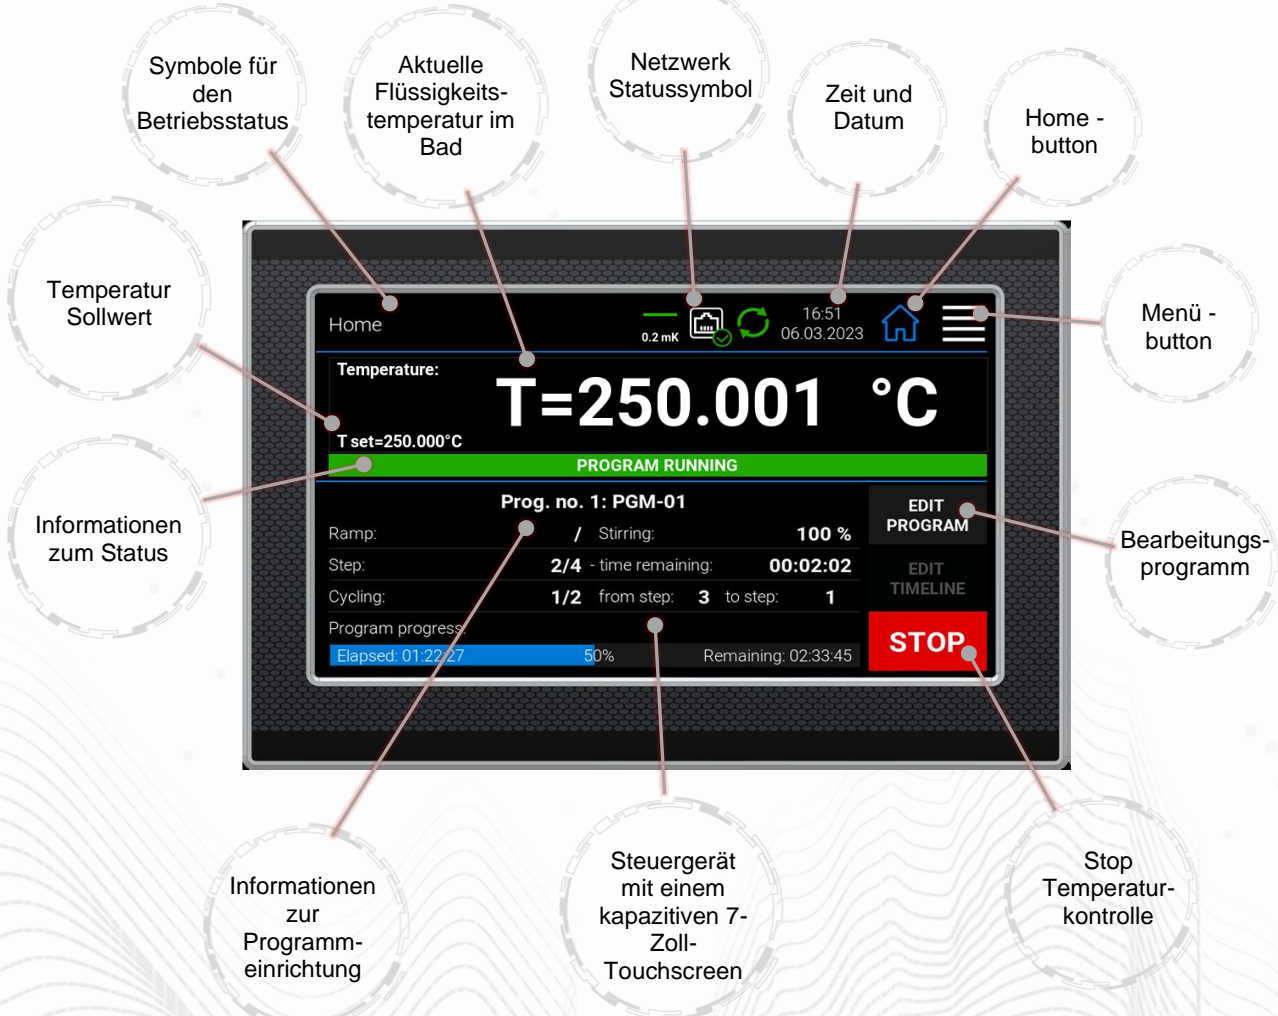 Symbole für
den
Betriebsstatus
Aktuelle
Flüssigkeits-
temperatur im
Bad
Netzwerk
Statussymbol
Zeit und
Datum
Home -
button
Temperatur
Sollwert
Menü -
button
Informationen
zum Status
Bearbeitungs-
programm
Home
0.2 mK
16:51
06.03.2023
Temperature:
T=250.001 °C
T set=250.000°C
PROGRAM RUNNING
Prog. no. 1: PGM-01
Ramp: / Stirring: 100 %
Step: 2/4 - time remaining: 00:02:02
Cycling: 1/2 from step: 3 to step: 1
Program progress:
Elapsed: 01:22:27 50% Remaining: 02:33:45
EDIT
PROGRAM
EDIT
TIMELINE
STOP
Informationen
zur
Programm-
einrichtung
Steuergerät
mit einem
kapazitiven 7-
Zoll-
Touchscreen
Stop
Temperatur-
kontrolle